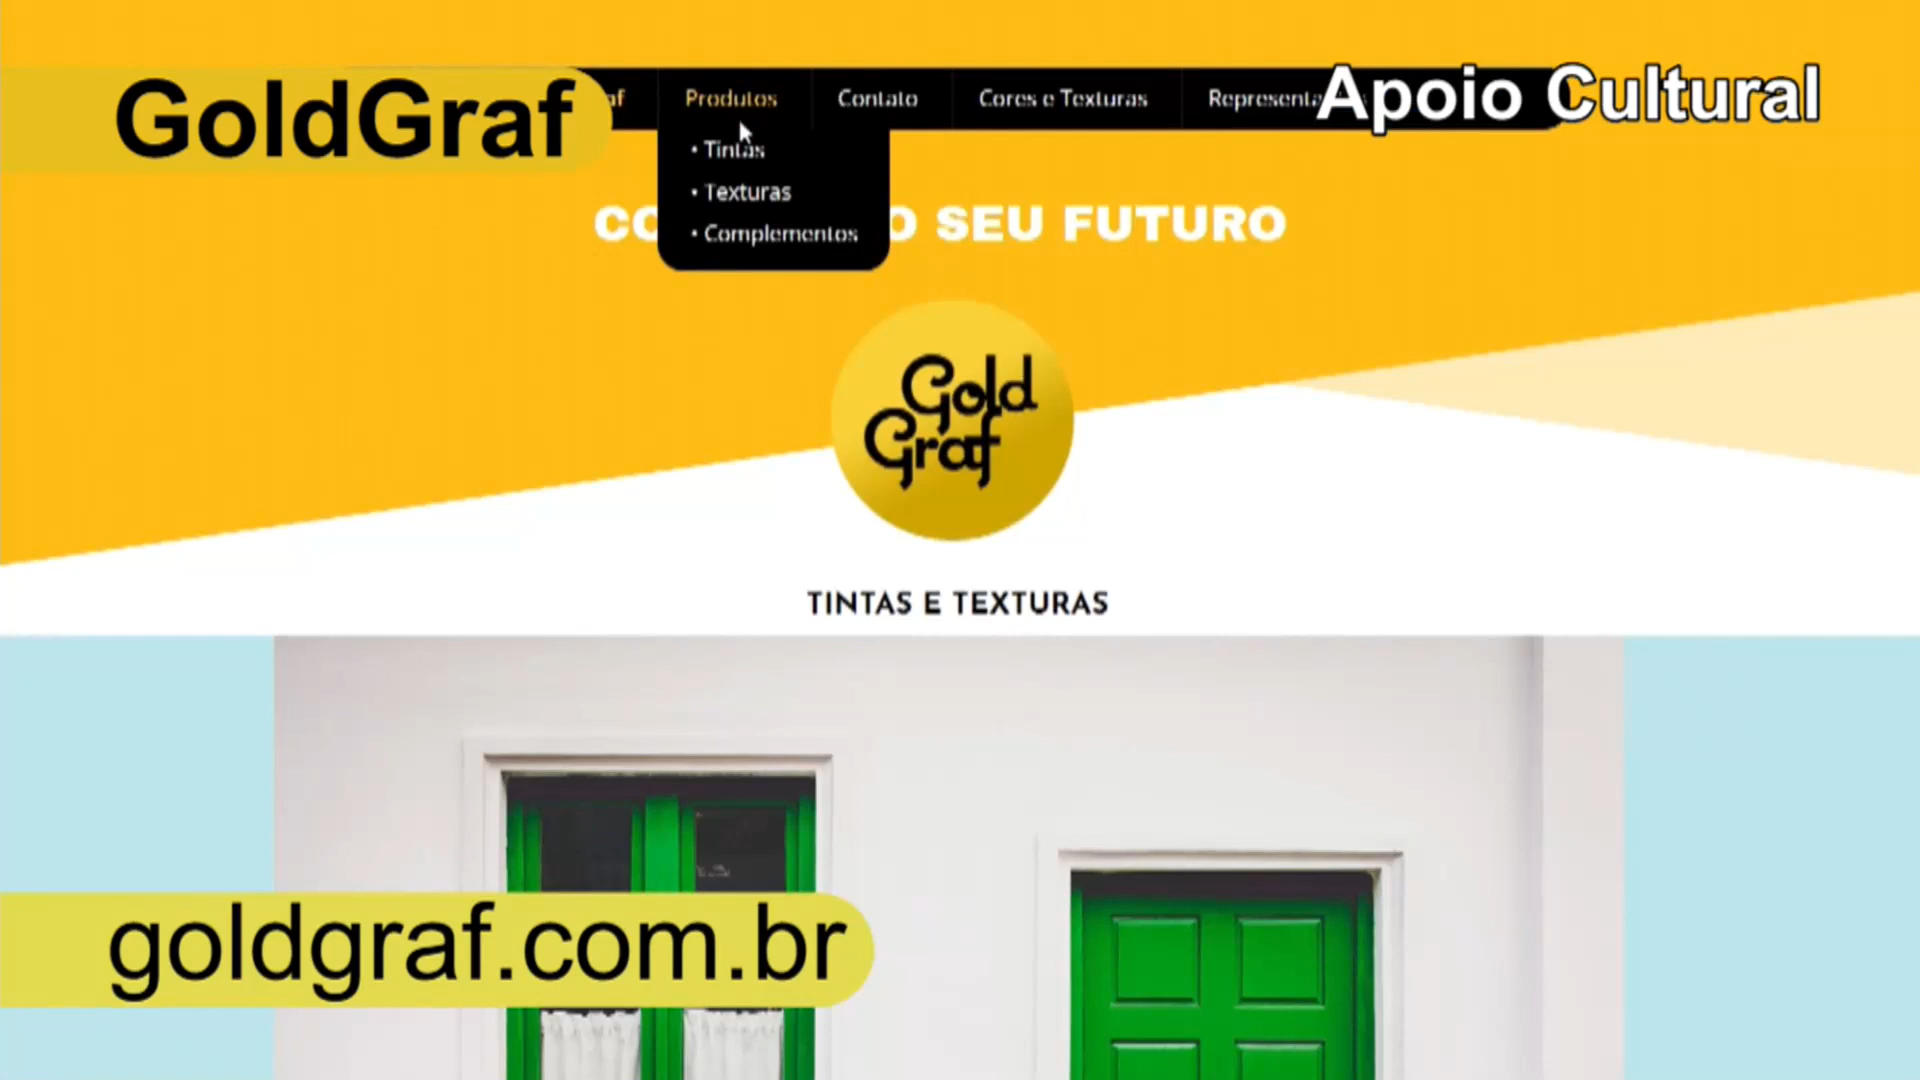 GoldGraf
Produtos
Contato
Cores e Texturas
Apoio Cultural
• Tintas
• Texturas
• Complementos
SEU FUTURO
Gold
Graf
TINTAS E TEXTURAS
goldgraf.com.br